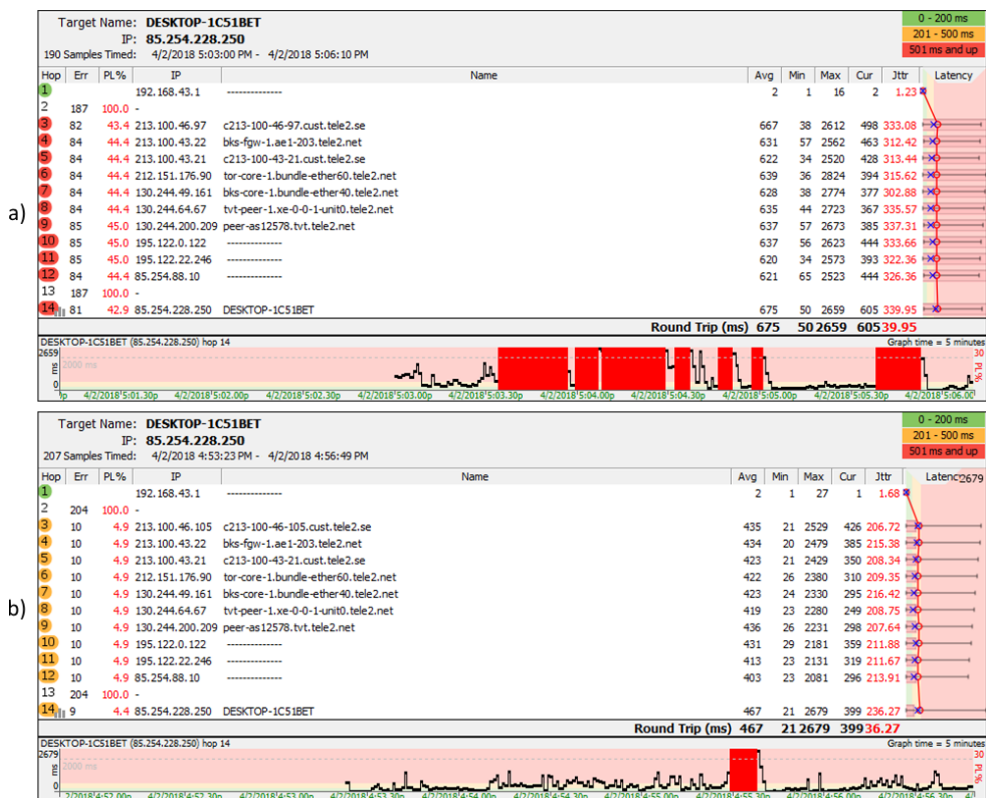 a)
Target Name: DESKTOP-1C51BET
IP: 85.254.228.250
190 Samples Timed: 4/2/2018 5:03:00 PM - 4/2/2018 5:06:10 PM
0 - 200 ms
201 - 500 ms
501 ms and up
Hop Err PL% IP Name Avg Min Max Cur Jttr Latency
1 192.168.43.1 -------------- 2 1 16 2 1.23
2 187 100.0 -
3 82 43.4 213.100.46.97 c213-100-46-97.cust.tele2.se 667 38 2612 498 333.08
4 84 44.4 213.100.43.22 bks-fgw-1.ae1-203.tele2.net 631 57 2562 463 312.42
5 84 44.4 213.100.43.21 c213-100-43-21.cust.tele2.se 622 34 2520 428 313.44
6 84 44.4 212.151.176.90 tor-core-1.bundle-ether60.tele2.net 639 36 2824 394 315.62
7 84 44.4 130.244.49.161 bks-core-1.bundle-ether40.tele2.net 628 38 2774 377 302.88
8 84 44.4 130.244.64.67 tvt-peer-1.xe-0-0-1-unit0.tele2.net 635 44 2723 367 335.57
9 85 45.0 130.244.200.209 peer-as12578.tvt.tele2.net 637 57 2673 385 337.31
10 85 45.0 195.122.0.122 -------------- 637 56 2623 444 333.66
11 85 45.0 195.122.22.246 -------------- 620 34 2573 393 322.36
12 84 44.4 85.254.88.10 -------------- 621 65 2523 444 326.36
13 187 100.0 -
14 81 42.9 85.254.228.250 DESKTOP-1C51BET 675 50 2659 605 339.95
Round Trip (ms) 675 50 2659 605 39.95
DESKTOP-1C51BET (85.254.228.250) hop 14 Graph time = 5 minutes
2659 30
2000 ms
ms PL%
0
4/2/2018 5:01.30p 4/2/2018 5:02.00p 4/2/2018 5:02.30p 4/2/2018 5:03.00p 4/2/2018 5:03.30p 4/2/2018 5:04.00p 4/2/2018 5:04.30p 4/2/2018 5:05.00p 4/2/2018 5:05.30p 4/2/2018 5:06.00
b)
Target Name: DESKTOP-1C51BET
IP: 85.254.228.250
207 Samples Timed: 4/2/2018 4:53:23 PM - 4/2/2018 4:56:49 PM
0 - 200 ms
201 - 500 ms
501 ms and up
Hop Err PL% IP Name Avg Min Max Cur Jttr Latenc 2679
1 192.168.43.1 -------------- 2 1 27 1 1.68
2 204 100.0 -
3 10 4.9 213.100.46.105 c213-100-46-105.cust.tele2.se 435 21 2529 426 206.72
4 10 4.9 213.100.43.22 bks-fgw-1.ae1-203.tele2.net 434 20 2479 385 215.38
5 10 4.9 213.100.43.21 c213-100-43-21.cust.tele2.se 423 21 2429 350 208.34
6 10 4.9 212.151.176.90 tor-core-1.bundle-ether60.tele2.net 422 26 2380 310 209.35
7 10 4.9 130.244.49.161 bks-core-1.bundle-ether40.tele2.net 423 24 2330 295 216.42
8 10 4.9 130.244.64.67 tvt-peer-1.xe-0-0-1-unit0.tele2.net 419 23 2280 249 208.75
9 10 4.9 130.244.200.209 peer-as12578.tvt.tele2.net 436 26 2231 298 207.64
10 10 4.9 195.122.0.122 -------------- 431 29 2181 359 211.88
11 10 4.9 195.122.22.246 -------------- 413 23 2131 319 211.67
12 10 4.9 85.254.88.10 -------------- 403 23 2081 296 213.91
13 204 100.0 -
14 9 4.4 85.254.228.250 DESKTOP-1C51BET 467 21 2679 399 236.27
Round Trip (ms) 467 21 2679 399 36.27
DESKTOP-1C51BET (85.254.228.250) hop 14 Graph time = 5 minutes
2679 30
2000 ms
ms PL%
0